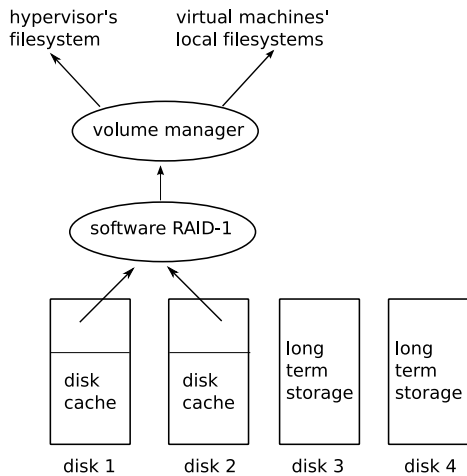 hypervisor's
filesystem
virtual machines'
local filesystems
volume manager
software RAID-1
disk
cache
disk
cache
long
term
storage
long
term
storage
disk 1
disk 2
disk 3
disk 4